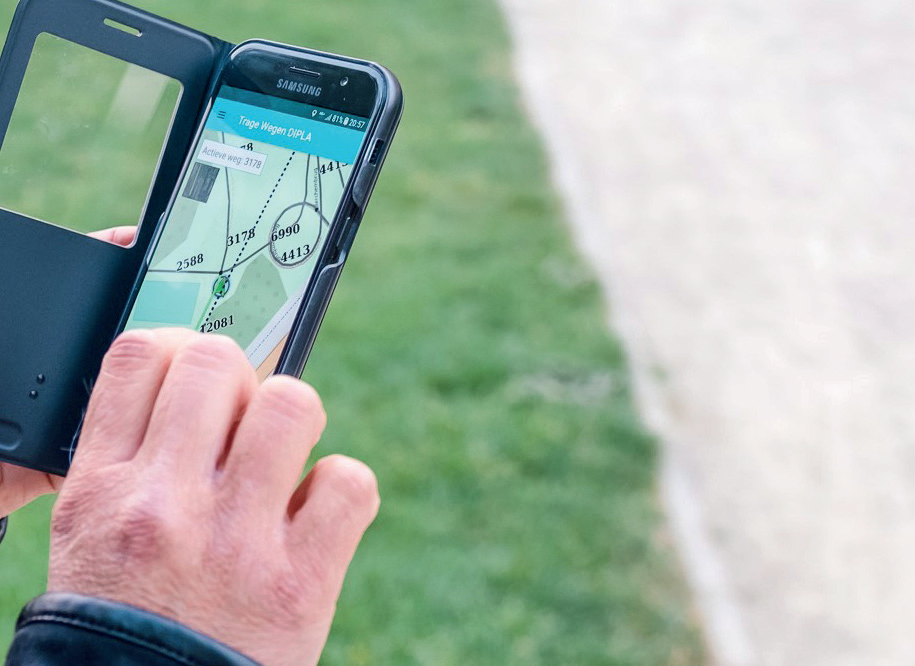 SAMSUNG
81% 20:57
Trage Wegen DIPLA
Actieve weg: 3178
3178
6990
2588
4413
12081